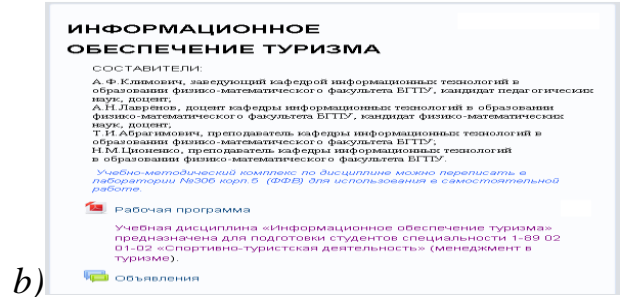 ИНФОРМАЦИОННОЕ
ОБЕСПЕЧЕНИЕ ТУРИЗМА
СОСТАВИТЕЛИ:
А.Ф.Климович, заведующий кафедрой информационных технологий в
образовании физико-математического факультета БГПУ, кандидат педагогических
наук, доцент;
А.Н.Лаврёнов, доцент кафедры информационных технологий в образовании
физико-математического факультета БГПУ, кандидат физико-математических
наук, доцент;
Т.И.Абрагимович, преподаватель кафедры информационных технологий в
образовании физико-математического факультета БГПУ;
Н.М.Ционенко, преподаватель кафедры информационных технологий
в образовании физико-математического факультета БГПУ.
Учебно-методический комплекс по дисциплине можно переписать в
лаборатории №306 корп.5 (ФФВ) для использования в самостоятельной
работе.
Рабочая программа
Учебная дисциплина «Информационное обеспечение туризма»
предназначена для подготовки студентов специальности 1-89 02
01-02 «Спортивно-туристская деятельность» (менеджмент в
туризме).
b) Объявления